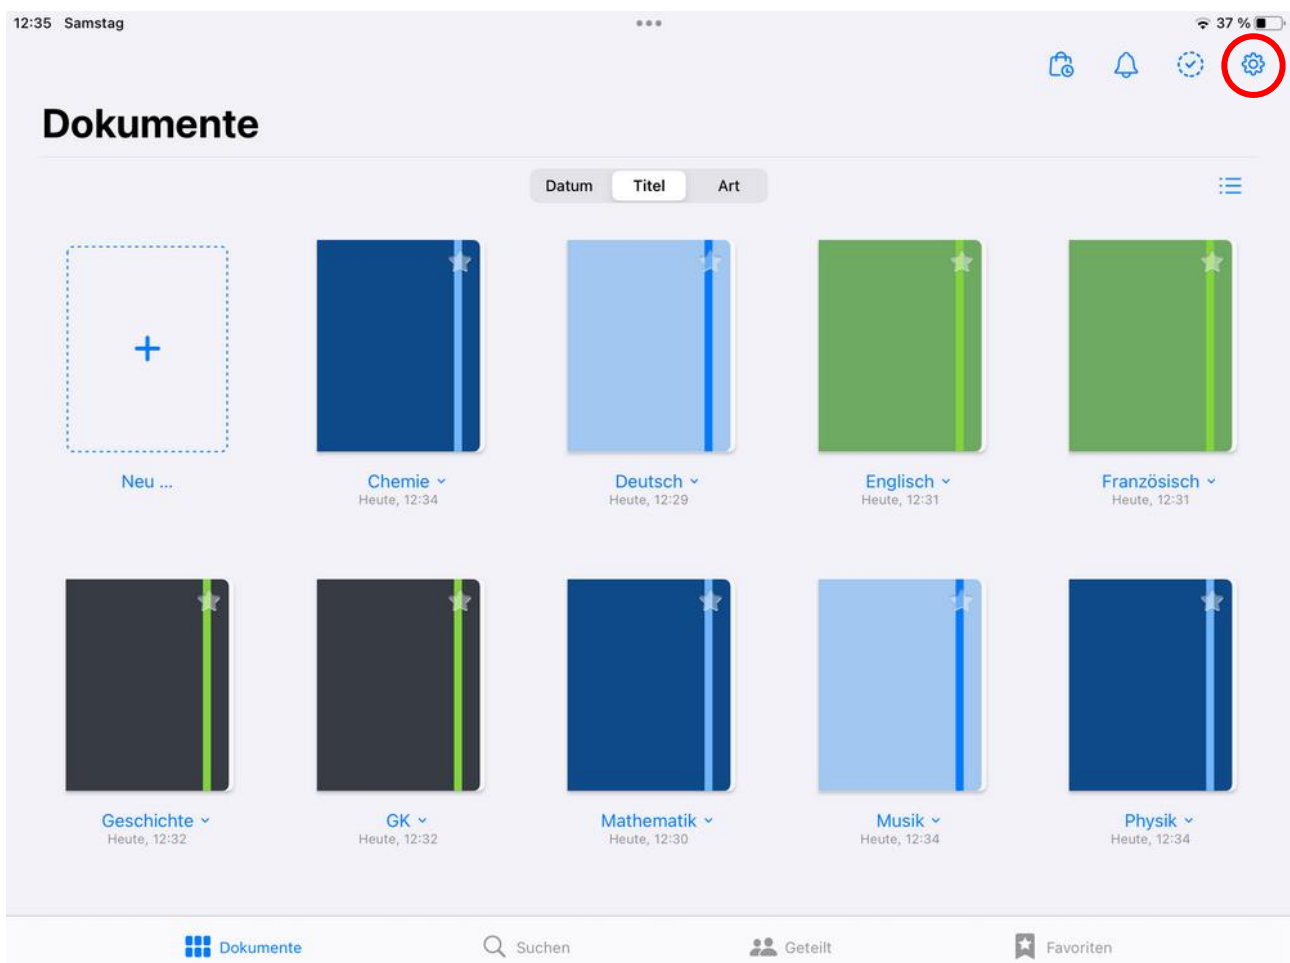 12:35 Samstag
37 %
Dokumente
Datum Titel Art
Neu ...
Chemie
Heute, 12:34
Deutsch
Heute, 12:29
Englisch
Heute, 12:31
Französisch
Heute, 12:31
Geschichte
Heute, 12:32
GK
Heute, 12:32
Mathematik
Heute, 12:30
Musik
Heute, 12:34
Physik
Heute, 12:34
Dokumente Suchen Geteilt Favoriten